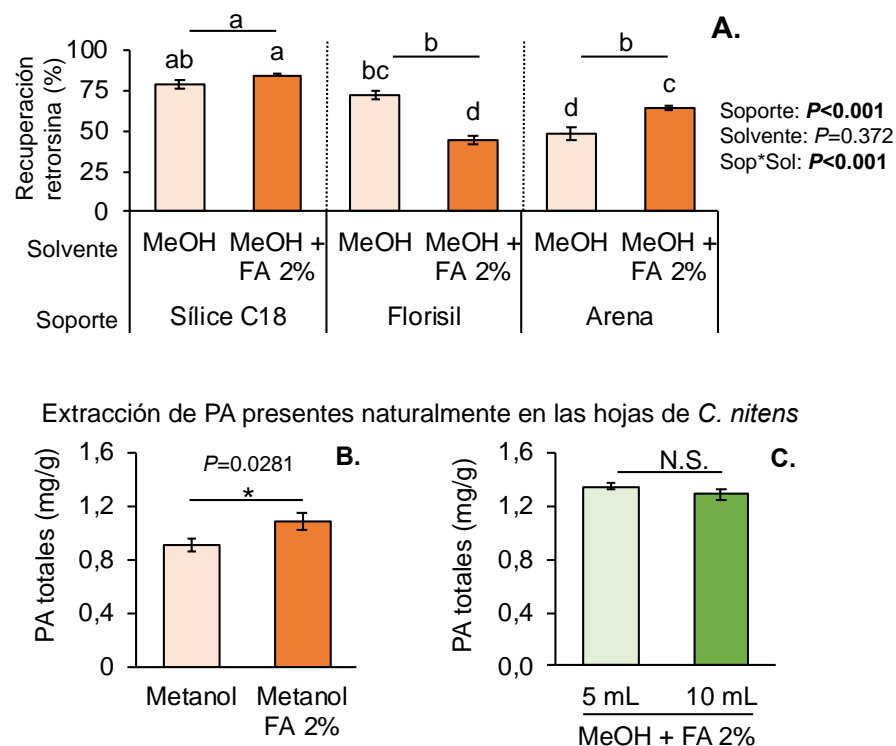 A.
Recuperación
retrorsina (%)
100
75
50
25
0
a
b
b
ab
a
bc
d
d
c
Soporte: P<0.001
Solvente: P=0.372
Sop*Sol: P<0.001
Solvente
MeOH
MeOH +
FA 2%
MeOH
MeOH +
FA 2%
MeOH
MeOH +
FA 2%
Soporte
Sílice C18
Florisil
Arena
Extracción de PA presentes naturalmente en las hojas de C. nitens
B.
PA totales (mg/g)
1,6
1,2
0,8
0,4
0
P=0.0281
*
Metanol
Metanol
FA 2%
C.
PA totales (mg/g)
1,6
1,2
0,8
0,4
0,0
N.S.
5 mL
10 mL
MeOH + FA 2%